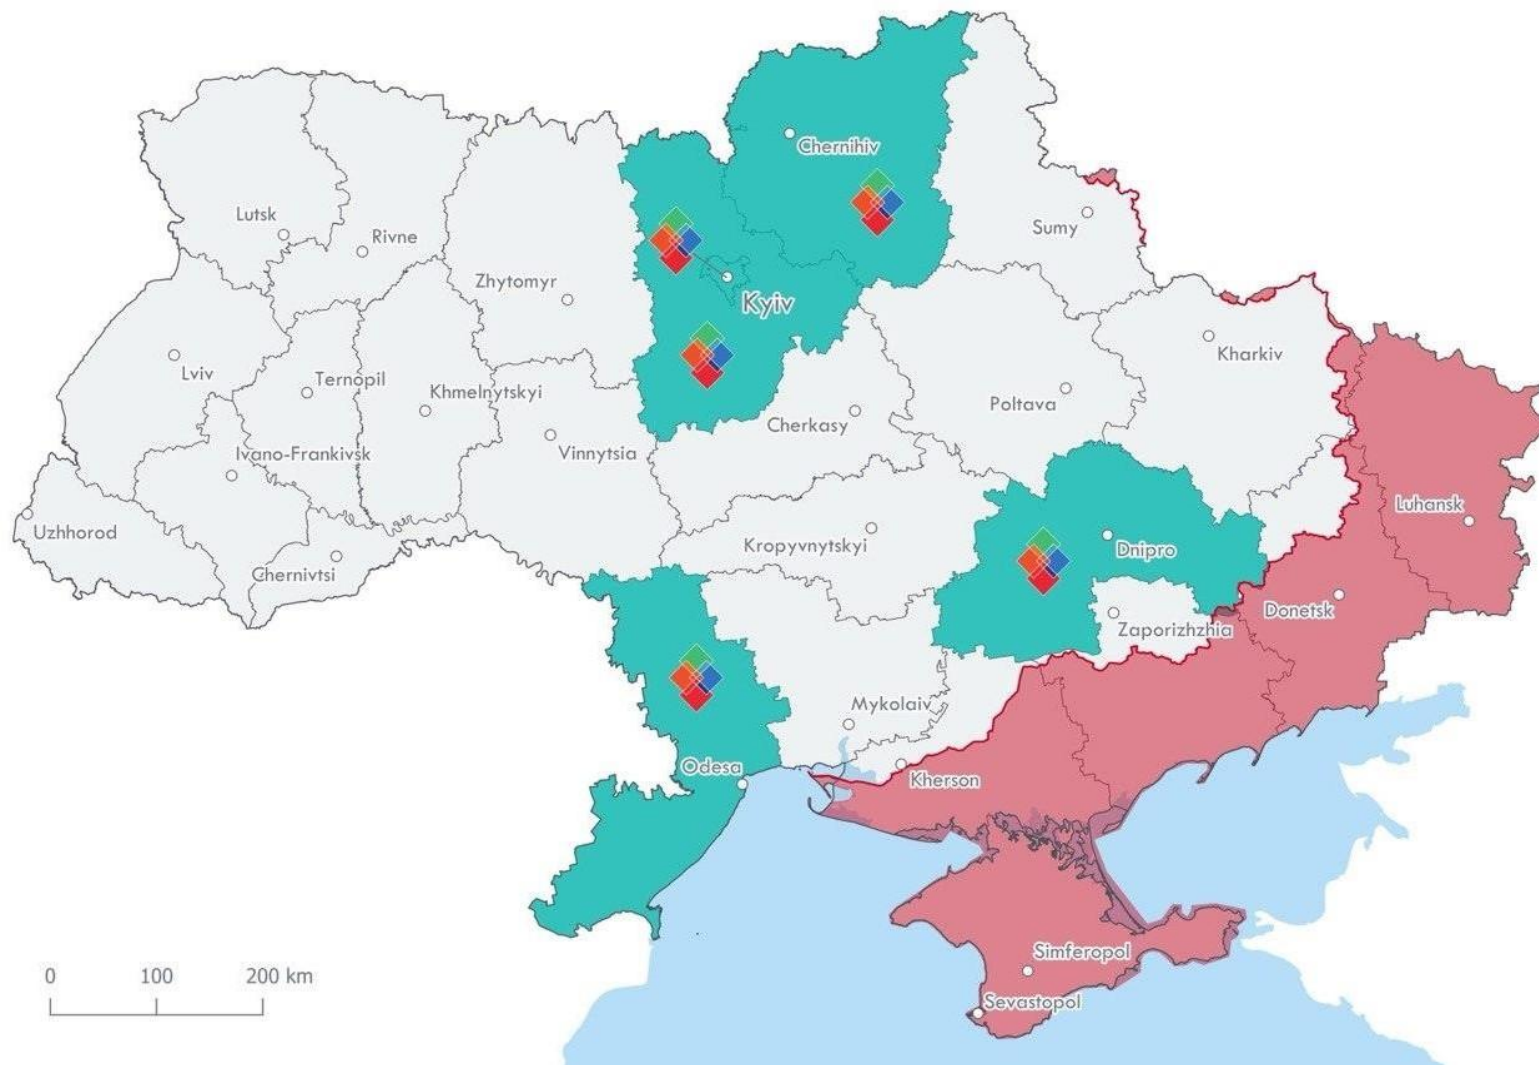 Chernihiv
Lutsk
Rivne
Sumy
Zhytomyr
Kyiv
Kharkiv
Lviv
Ternopil
Khmelnytskyi
Poltava
Cherkasy
Ivano-Frankivsk
Vinnytsia
Luhansk
Uzhhorod
Kropyvnytskyi
Dnipro
Chernivtsi
Donetsk
Zaporizhzhia
Mykolaiv
Odesa
Kherson
Simferopol
0 100 200 km
Sevastopol